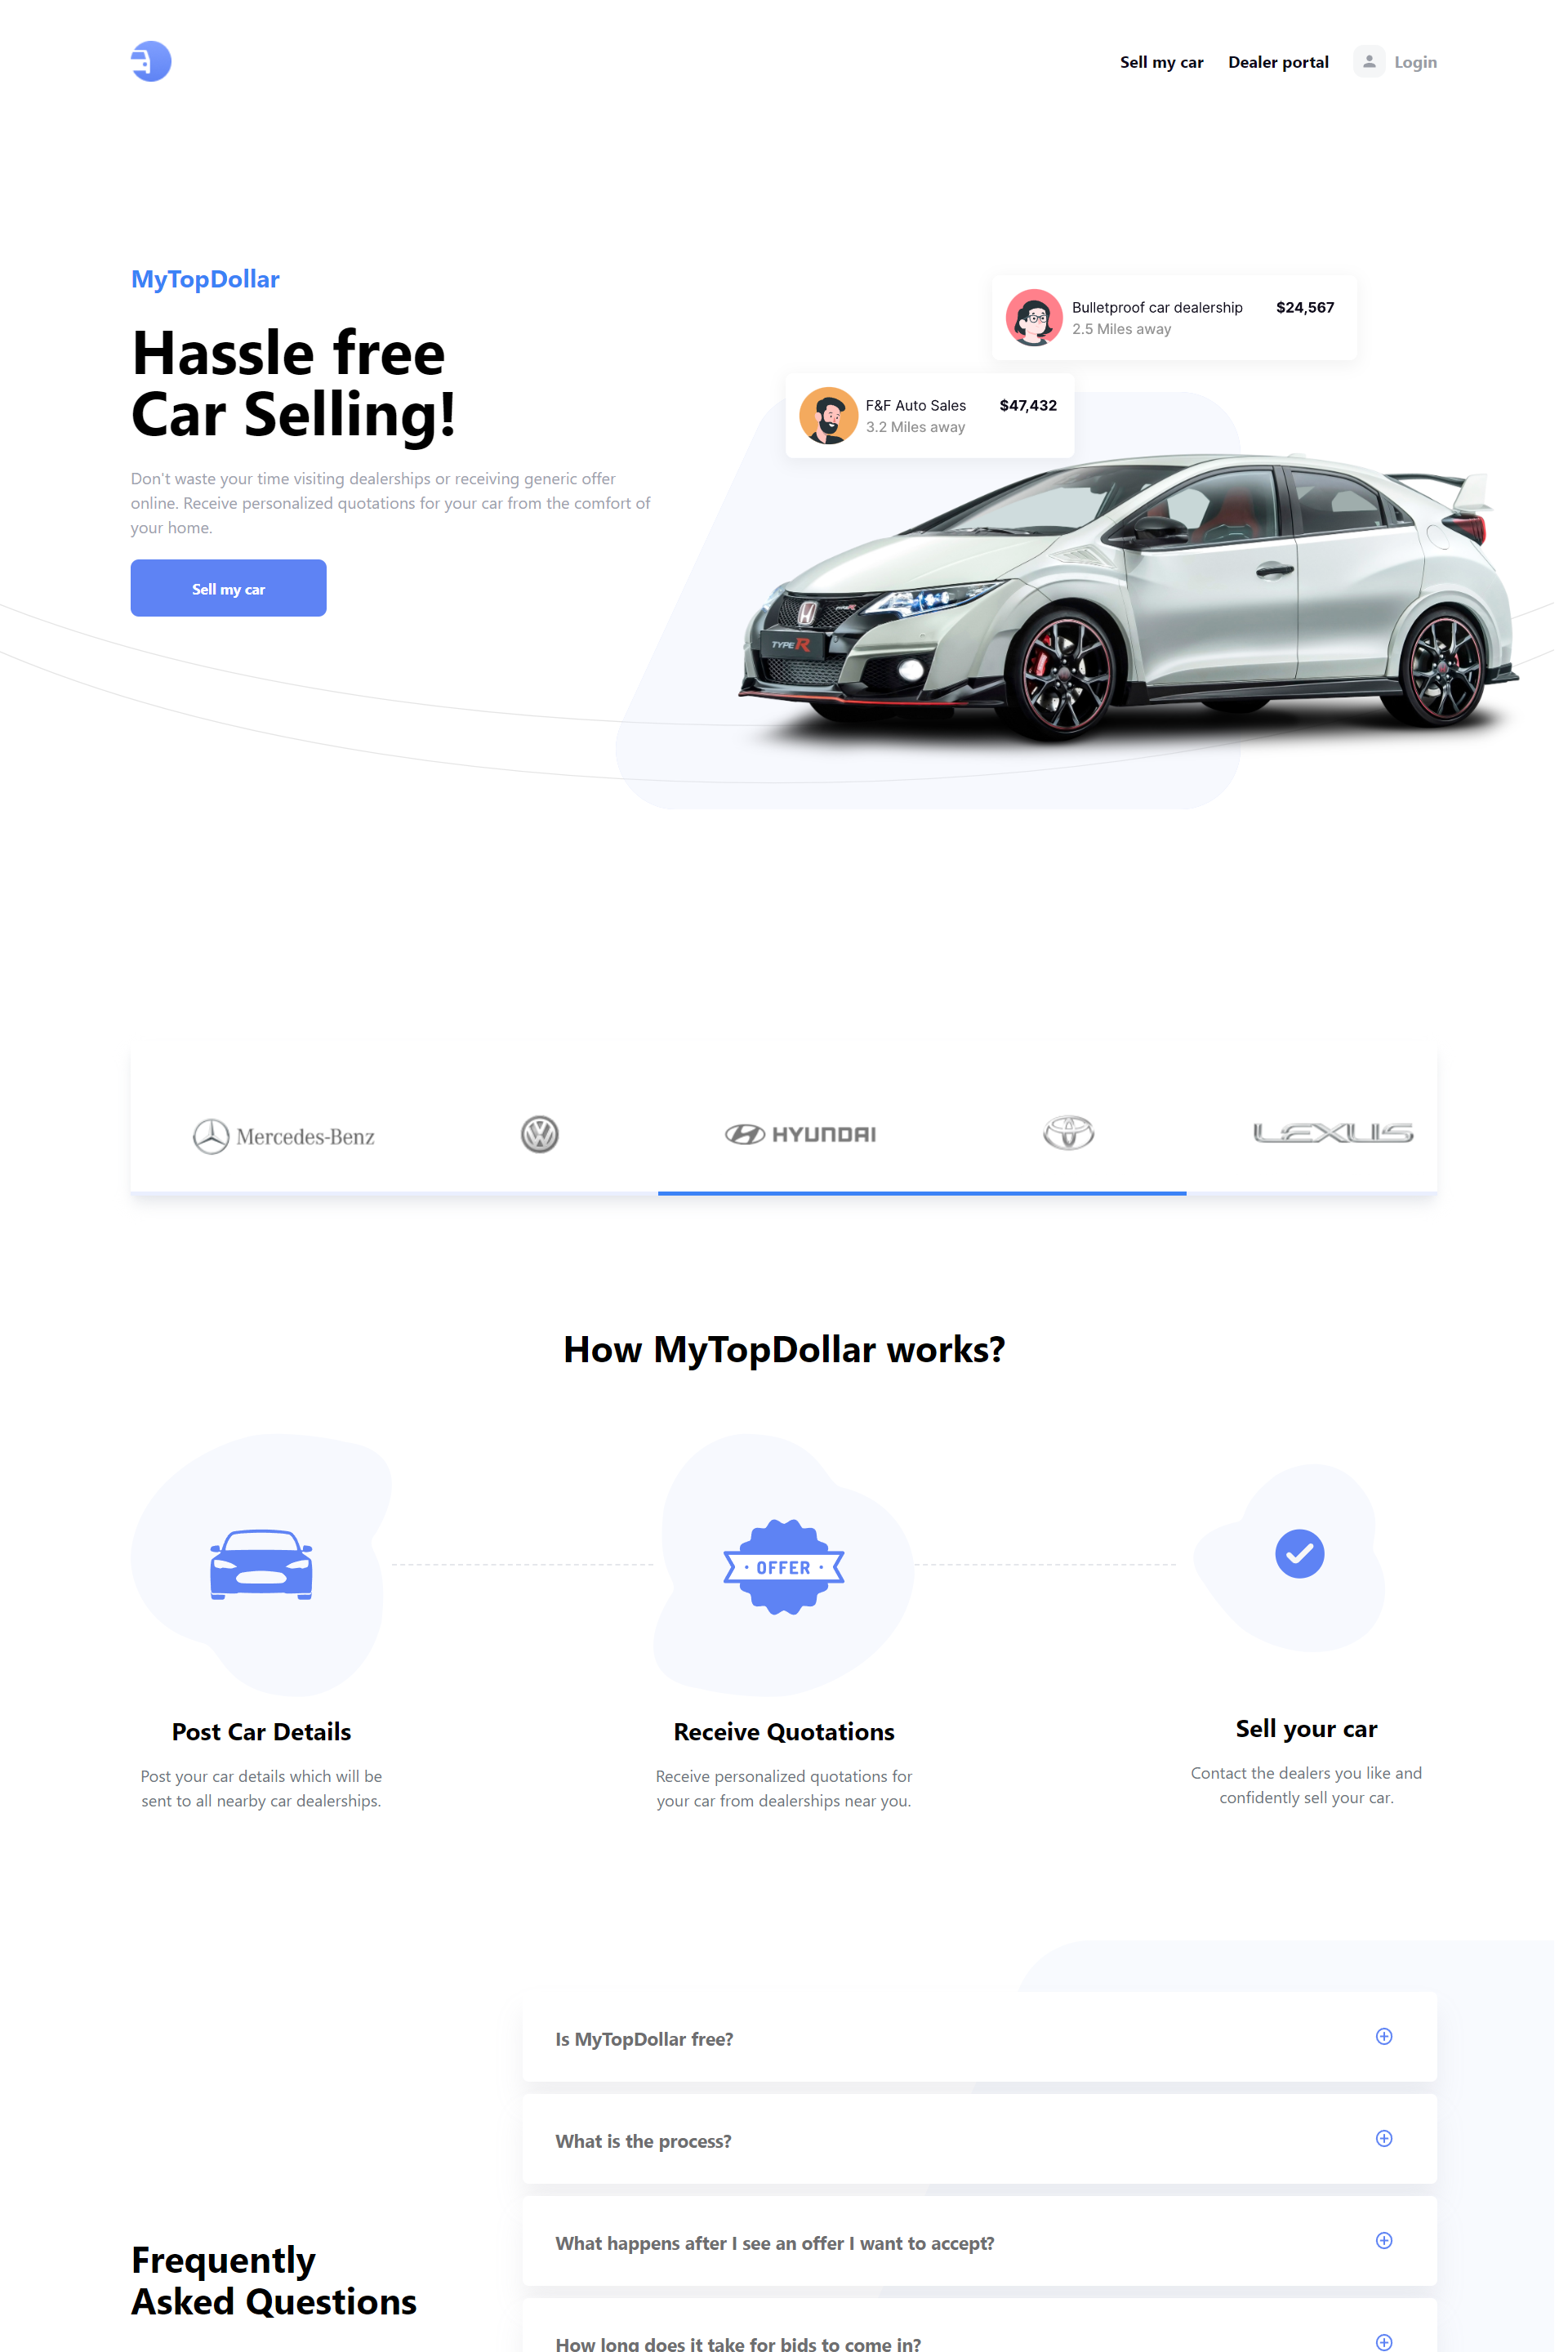 Sell my car
Dealer portal
Login
MyTopDollar
Hassle free
Car Selling!
Don't waste your time visiting dealerships or receiving generic offer
online. Receive personalized quotations for your car from the comfort of
your home.
Sell my car
Bulletproof car dealership $24,567
2.5 Miles away
F&F Auto Sales $47,432
3.2 Miles away
TYPE R
Mercedes-Benz
HYUNDAI
LEXUS
How MyTopDollar works?
· OFFER ·
Post Car Details
Post your car details which will be
sent to all nearby car dealerships.
Receive Quotations
Receive personalized quotations for
your car from dealerships near you.
Sell your car
Contact the dealers you like and
confidently sell your car.
Frequently
Asked Questions
Is MyTopDollar free?
What is the process?
What happens after I see an offer I want to accept?
How long does it take for bids to come in?